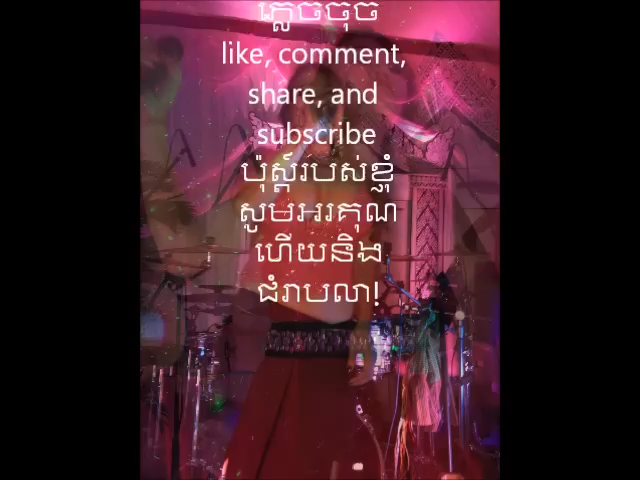 ភ្លេចចុច
like, comment,
share, and
subscribe
ប៉ុស្ត៍របស់ខ្ញុំ
សូមអរគុណ
ហើយនិង
ជំរាបលា!